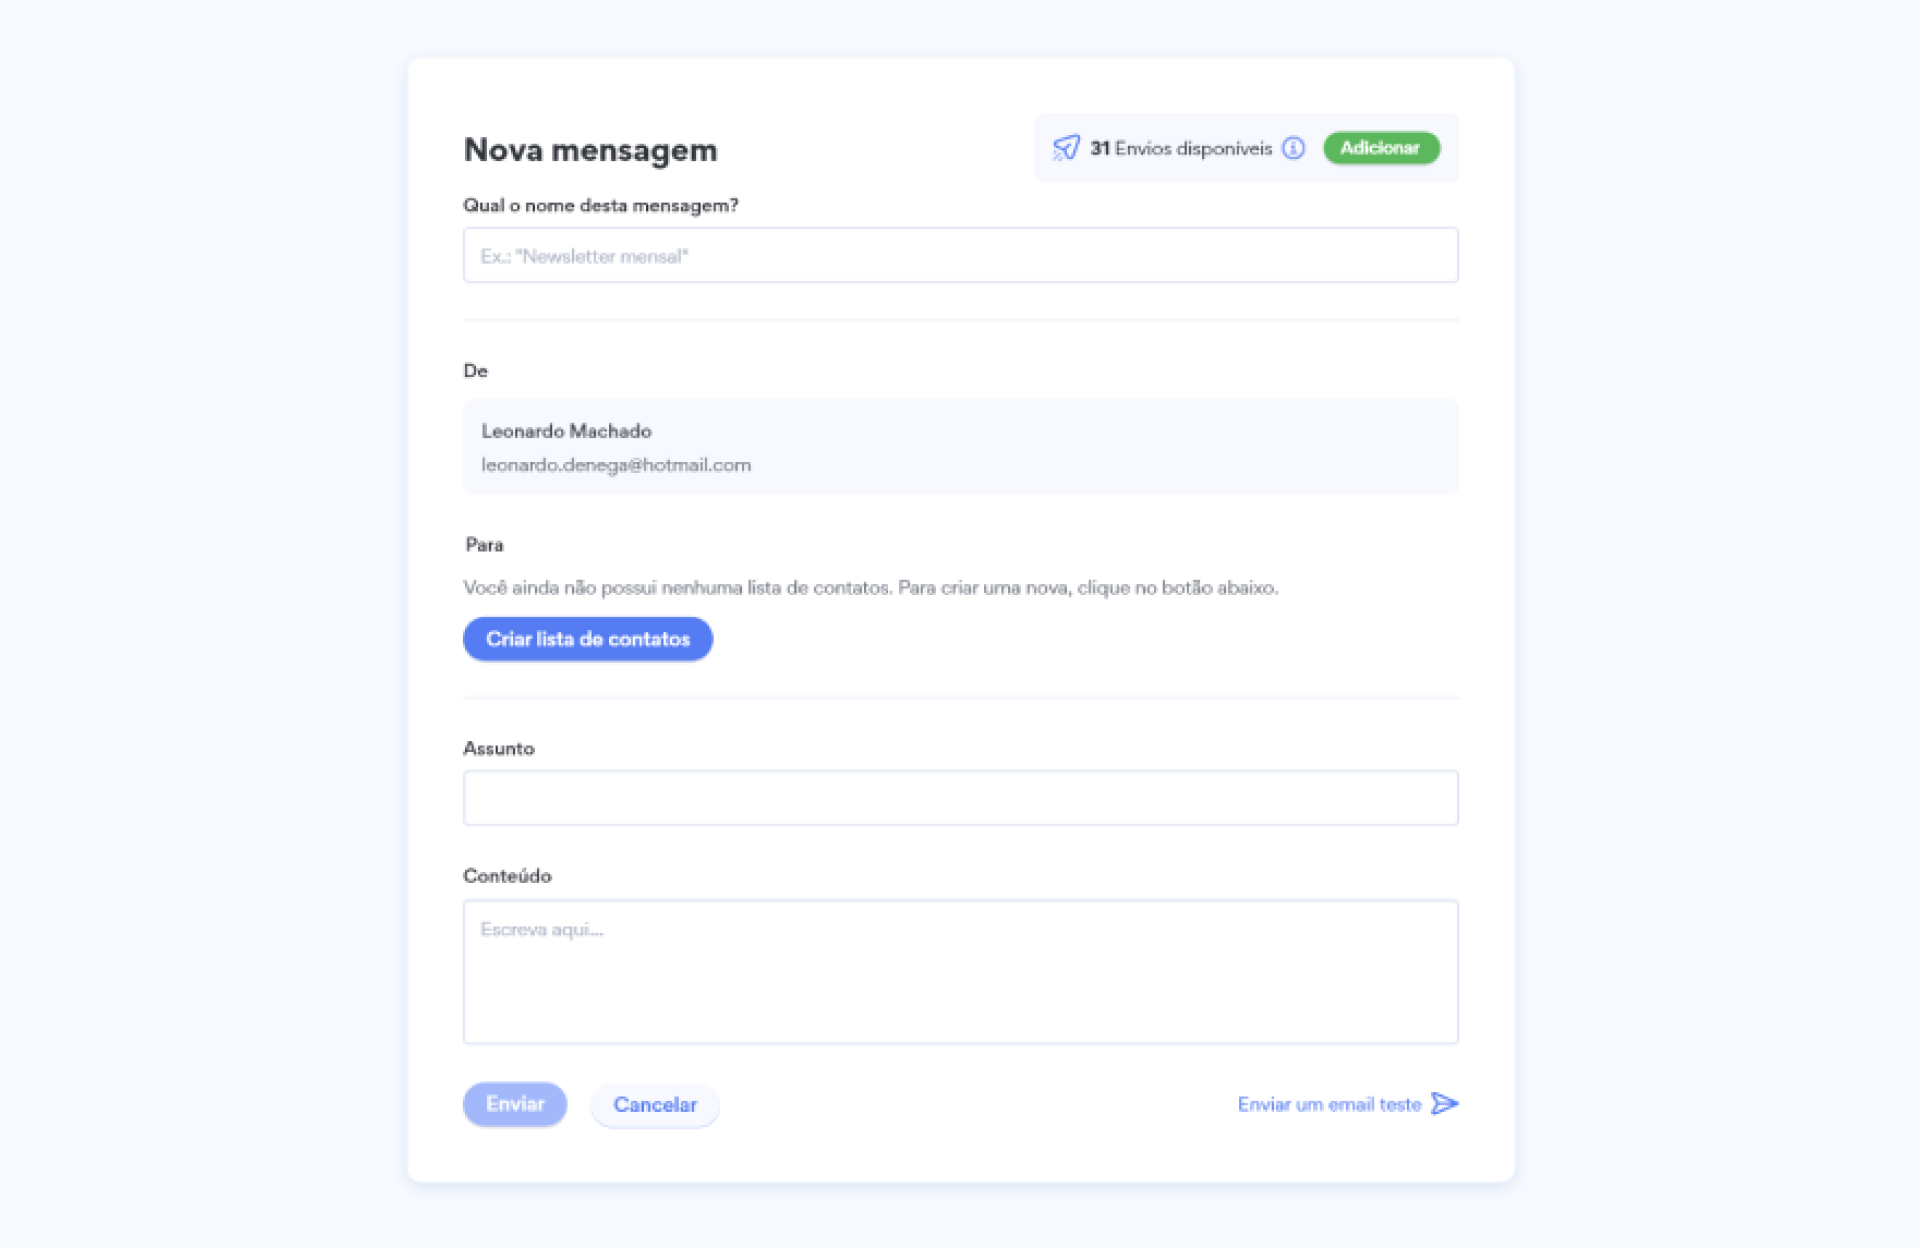 Nova mensagem
31 Envios disponíveis
Adicionar
Qual o nome desta mensagem?
Ex.: "Newsletter mensal"
De
Leonardo Machado
leonardo.denega@hotmail.com
Para
Você ainda não possui nenhuma lista de contatos. Para criar uma nova, clique no botão abaixo.
Criar lista de contatos
Assunto
Conteúdo
Escreva aqui...
Enviar
Cancelar
Enviar um email teste